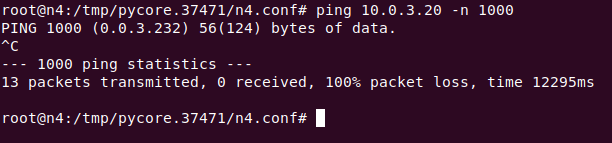 root@n4:/tmp/pycore.37471/n4.conf# ping 10.0.3.20 -n 1000
PING 1000 (0.0.3.232) 56(124) bytes of data.
^C
--- 1000 ping statistics ---
13 packets transmitted, 0 received, 100% packet loss, time 12295ms

root@n4:/tmp/pycore.37471/n4.conf#